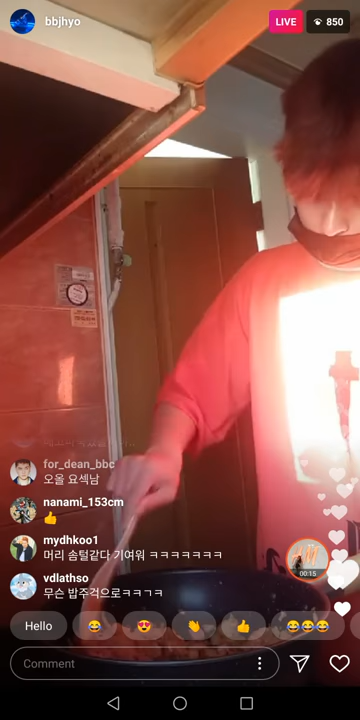 bbjhyo
LIVE
850
for_dean_bbc
오올 요섹남
nanami_153cm
👍
mydhkoo1
머리 솜털같다 기여워 ㅋㅋㅋㅋㅋㅋㅋ
vdlathso
무슨 밥주걱으로ㅋㅋㄱㅋ
00:15
Hello
😂
😍
👏
👍
😂😂😂
Comment